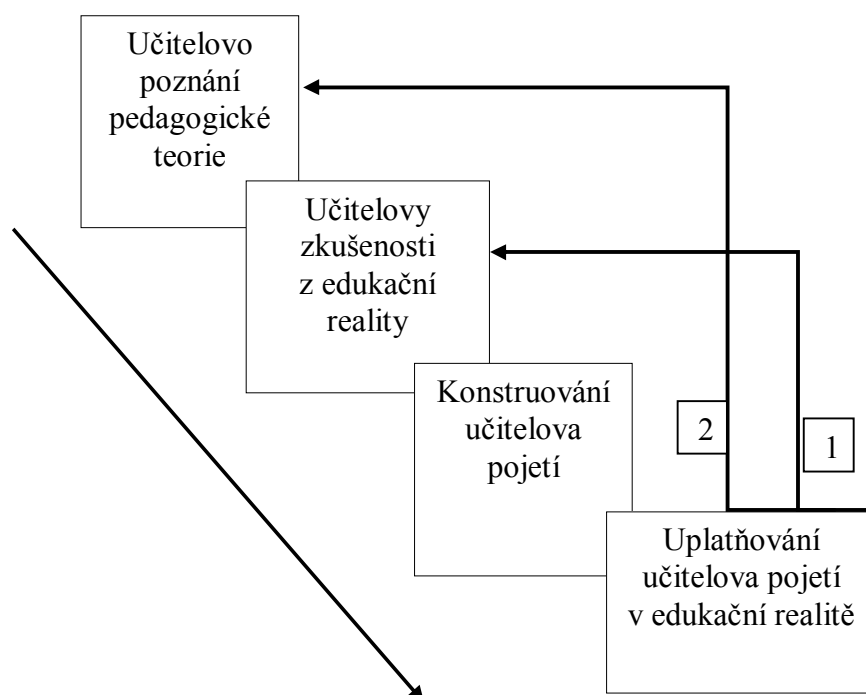 Učitelovo
poznání
pedagogické
teorie
Učitelovy
zkušenosti
z edukační
reality
Konstruování
učitelova
pojetí
2
1
Uplatňování
učitelova pojetí
v edukační realitě